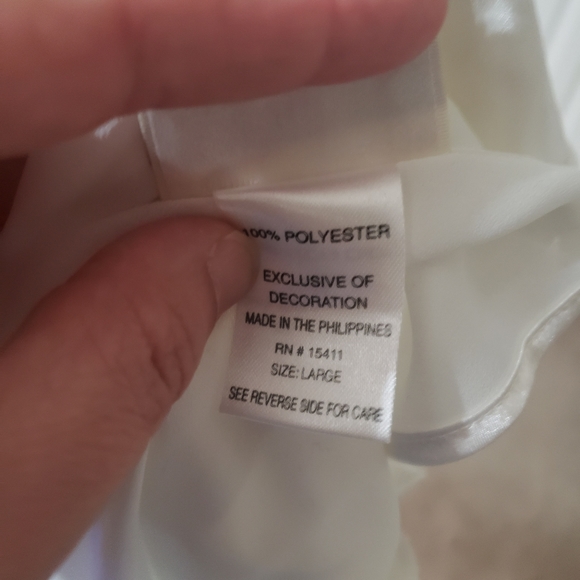 100% POLYESTER
EXCLUSIVE OF
DECORATION
MADE IN THE PHILIPPINES
RN # 15411
SIZE: LARGE
SEE REVERSE SIDE FOR CARE